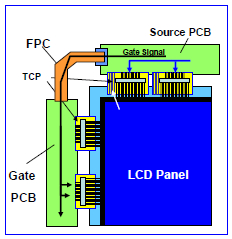 Source PCB
FPC
Gate Signal
TCP
LCD Panel
Gate
PCB